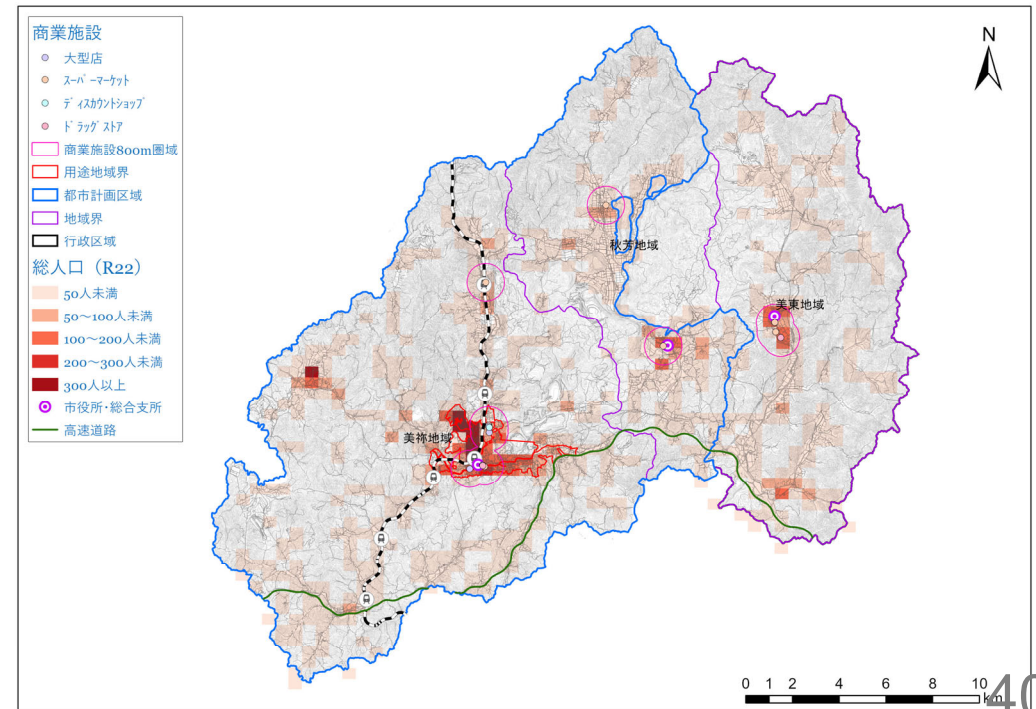 商業施設
大型店
スーパーマーケット
ディスカウントショップ
ドラッグストア
商業施設800m圏域
用途地域界
都市計画区域
地域界
行政区域
総人口（R22）
50人未満
50～100人未満
100～200人未満
200～300人未満
300人以上
市役所・総合支所
高速道路
N
秋芳地域
美東地域
美祢地域
0 1 2 4 6 8 10
km
40